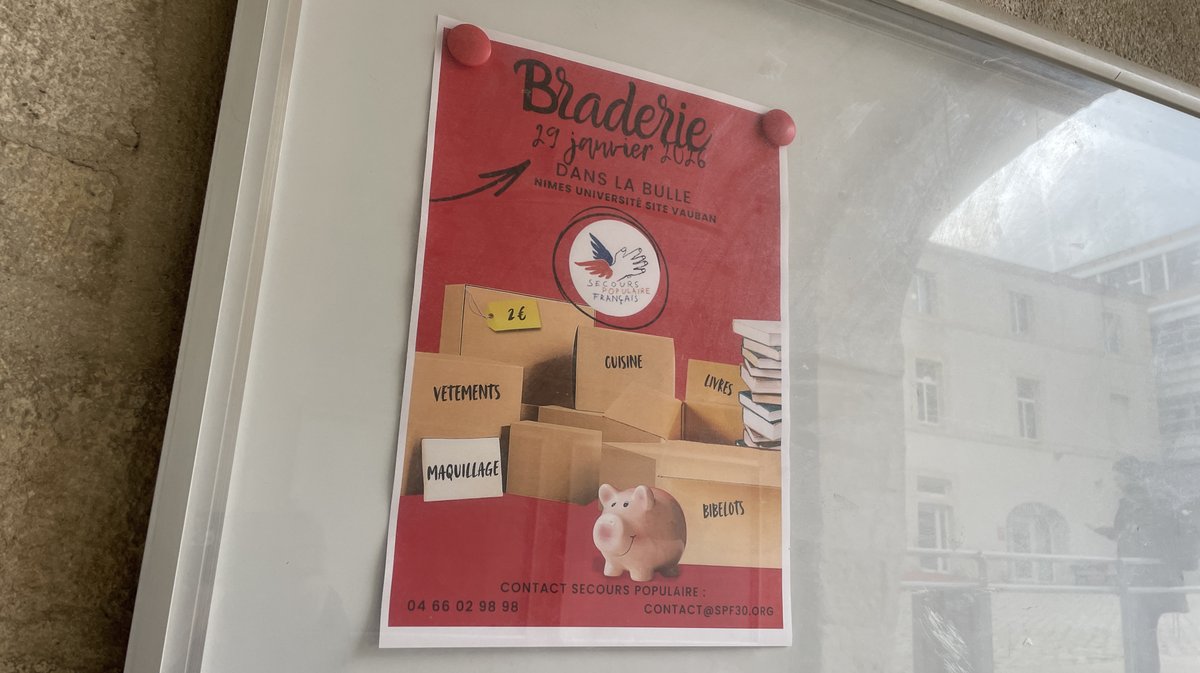 Braderie
29 janvier 2026
DANS LA BULLE
NIMES UNIVERSITÉ SITE VAUBAN
SECOURS
POPULAIRE
FRANÇAIS
2€
CUISINE
LIVRES
VETEMENTS
MAQUILLAGE
BIBELOTS
CONTACT SECOURS POPULAIRE :
04 66 02 98 98
CONTACT@SPF30.ORG